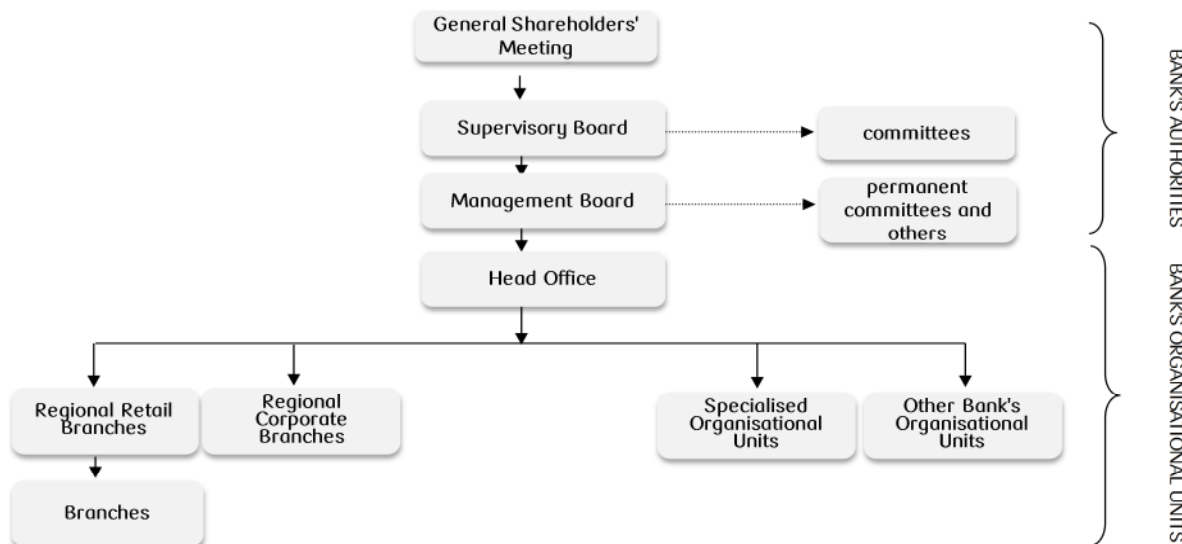 General Shareholders'
Meeting
Supervisory Board
committees
Management Board
permanent
committees and
others
BANK'S AUTHORITIES
Head Office
Regional Retail
Branches
Regional
Corporate
Branches
Specialised
Organisational
Units
Other Bank's
Organisational
Units
Branches
BANK'S ORGANISATIONAL UNITS